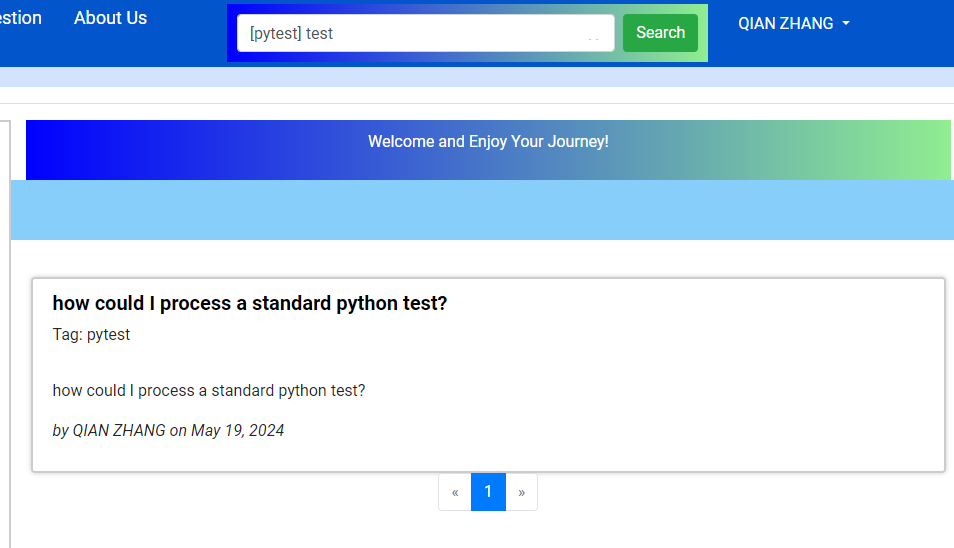 estion About Us [pytest] test Search QIAN ZHANG
Welcome and Enjoy Your Journey!
how could I process a standard python test?
Tag: pytest
how could I process a standard python test?
by QIAN ZHANG on May 19, 2024
« 1 »